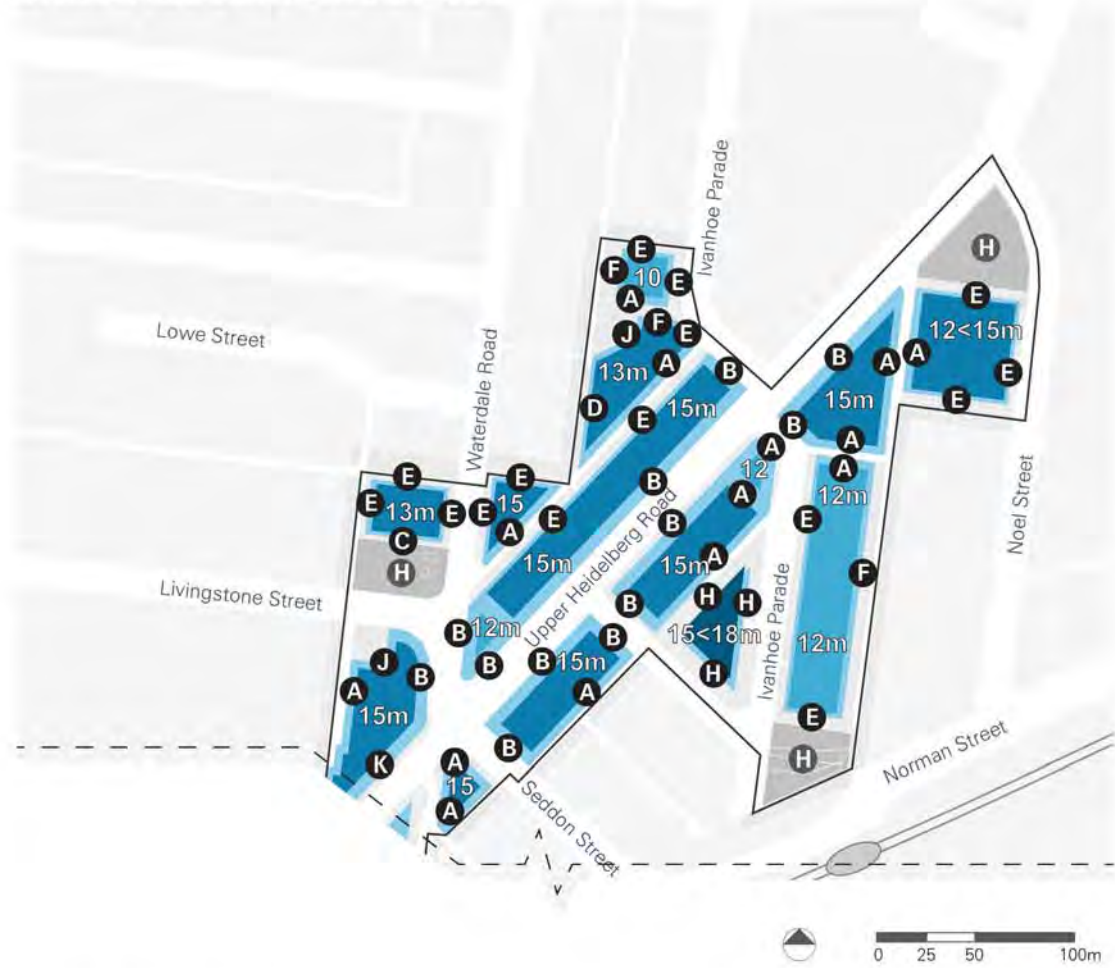 Ivanhoe Parade
E
H
F
10
E
A
E
F
J
E
12<15m
Lowe Street
Waterdale Road
B
A
A
13m
A
B
15m
E
15m
E
D
E
B
A
A
E
E
B
12
A
12m
E
E
15
A
Noel Street
13m
E
E
A
E
B
E
C
15m
Upper Heidelberg Road
A
15m
F
H
Livingstone Street
H
H
B
B
12m
B
15<18m
12m
J
B
B
15m
H
Ivanhoe Parade
A
B
A
15m
E
K
A
B
H
Norman Street
15
A
Seddon Street
0 25 50 100m